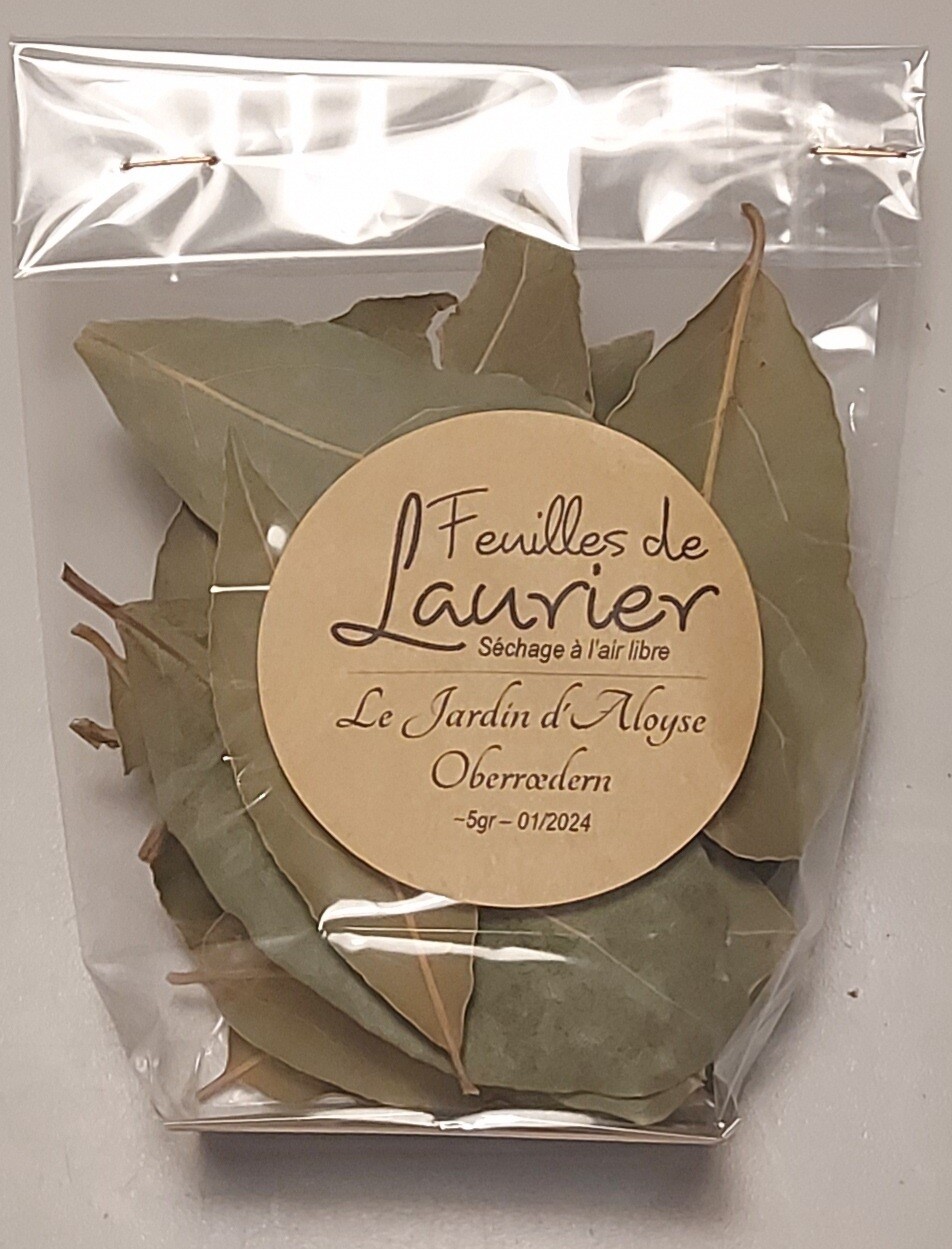 Feuilles de
Laurier
Séchage à l'air libre
Le Jardin d'Aloyse
Oberrœdern
~5gr – 01/2024